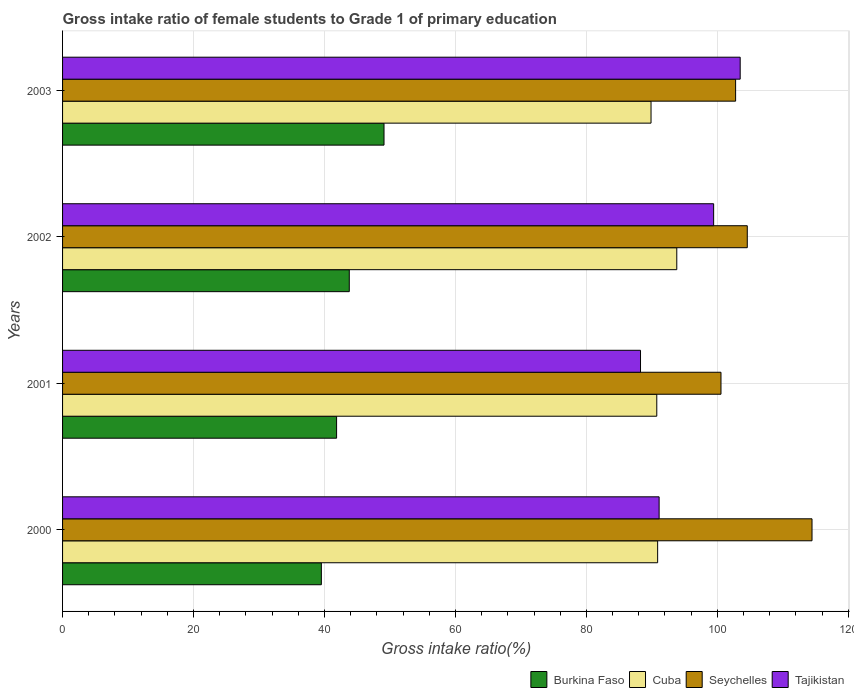 Gross intake ratio of female students to Grade 1 of primary education
2003
2002
2001
2000
Years
0 20 40 60 80 100 120
Gross intake ratio(%)
Burkina Faso Cuba Seychelles Tajikistan